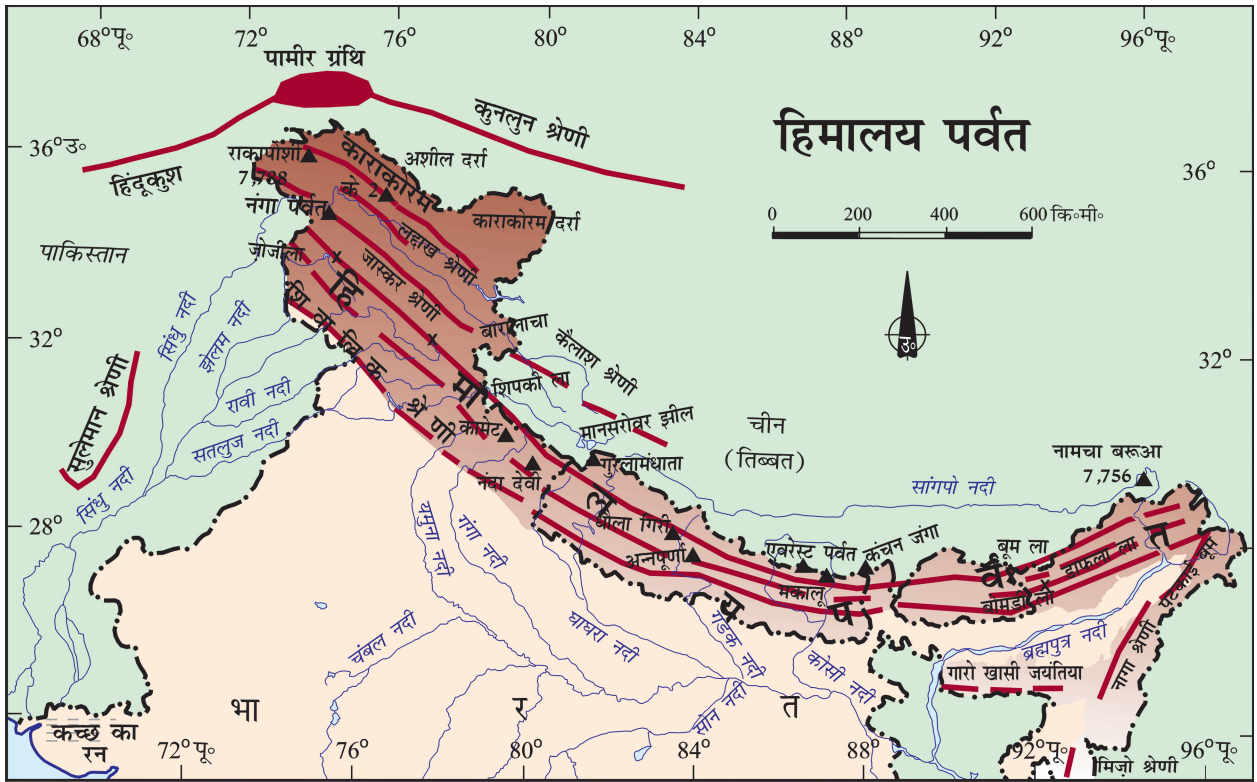 68°पू॰ 72° 76° 80° 84° 88° 92° 96°पू॰
पामीर ग्रंथि
कुनलुन श्रेणी
हिमालय पर्वत
36°उ॰
36°
हिंदूकुश
राकापोशी
7,788
काराकोरम
अशील दर्रा
के 2
नंगा पर्वत
काराकोरम दर्रा
0 200 400 600 कि॰मी॰
पाकिस्तान
जोजीला
लद्दाख श्रेणी
जास्कर श्रेणी
उ॰
सिंधु नदी
झेलम नदी
शिवालिक श्रेणी
हिमालय पर्वत
32°
32°
बारालाचा
कैलाश श्रेणी
सुलेमान श्रेणी
रावी नदी
सतलुज नदी
शिपकी ला
मानसरोवर झील
चीन
(तिब्बत)
कामेट
गुरलामंधाता
नंदा देवी
नामचा बरूआ
7,756
सांगपो नदी
सिंधु नदी
28°
यमुना नदी
गंगा नदी
धौला गिरी
अन्नपूर्णा
एवरेस्ट पर्वत
कंचन जंगा
मकालू
बूम ला
डाफला ला
बामडी ला
पटकाई बूम
चंबल नदी
घाघरा नदी
गंडक नदी
कोसी नदी
सोन नदी
ब्रह्मपुत्र नदी
गारो खासी जयंतिया
नागा श्रेणी
भारत
कच्छ का
रन
मिजो श्रेणी
72°पू॰ 76° 80° 84° 88° 92°पू॰ 96°पू॰